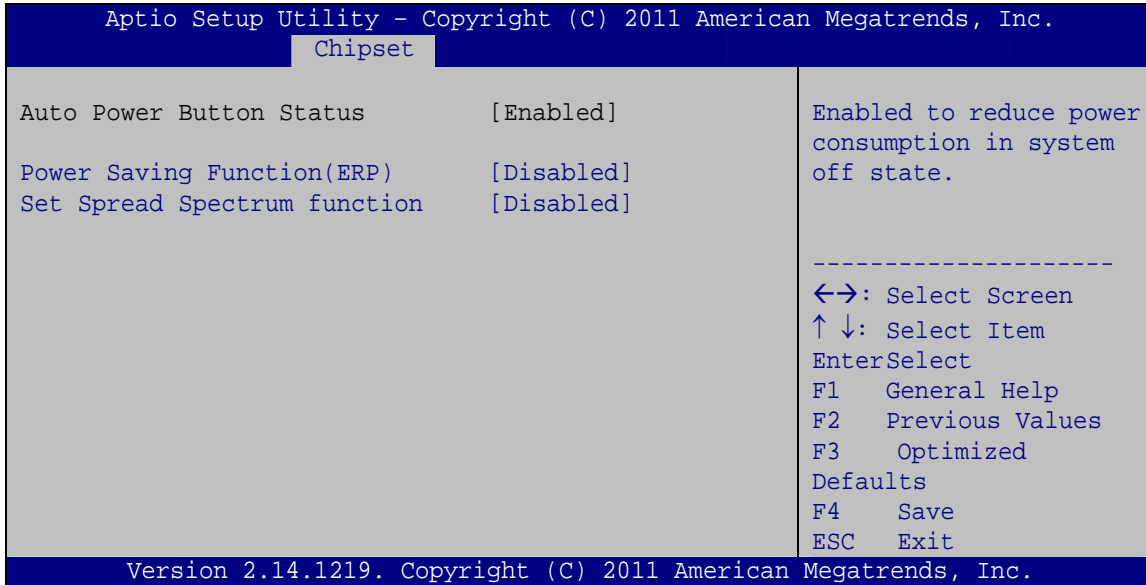 Aptio Setup Utility – Copyright (C) 2011 American Megatrends, Inc.
Chipset
Auto Power Button Status [Enabled]
Power Saving Function(ERP) [Disabled]
Set Spread Spectrum function [Disabled]
Enabled to reduce power
consumption in system
off state.
---------------------
←→: Select Screen
↑ ↓: Select Item
EnterSelect
F1 General Help
F2 Previous Values
F3 Optimized
Defaults
F4 Save
ESC Exit
Version 2.14.1219. Copyright (C) 2011 American Megatrends, Inc.